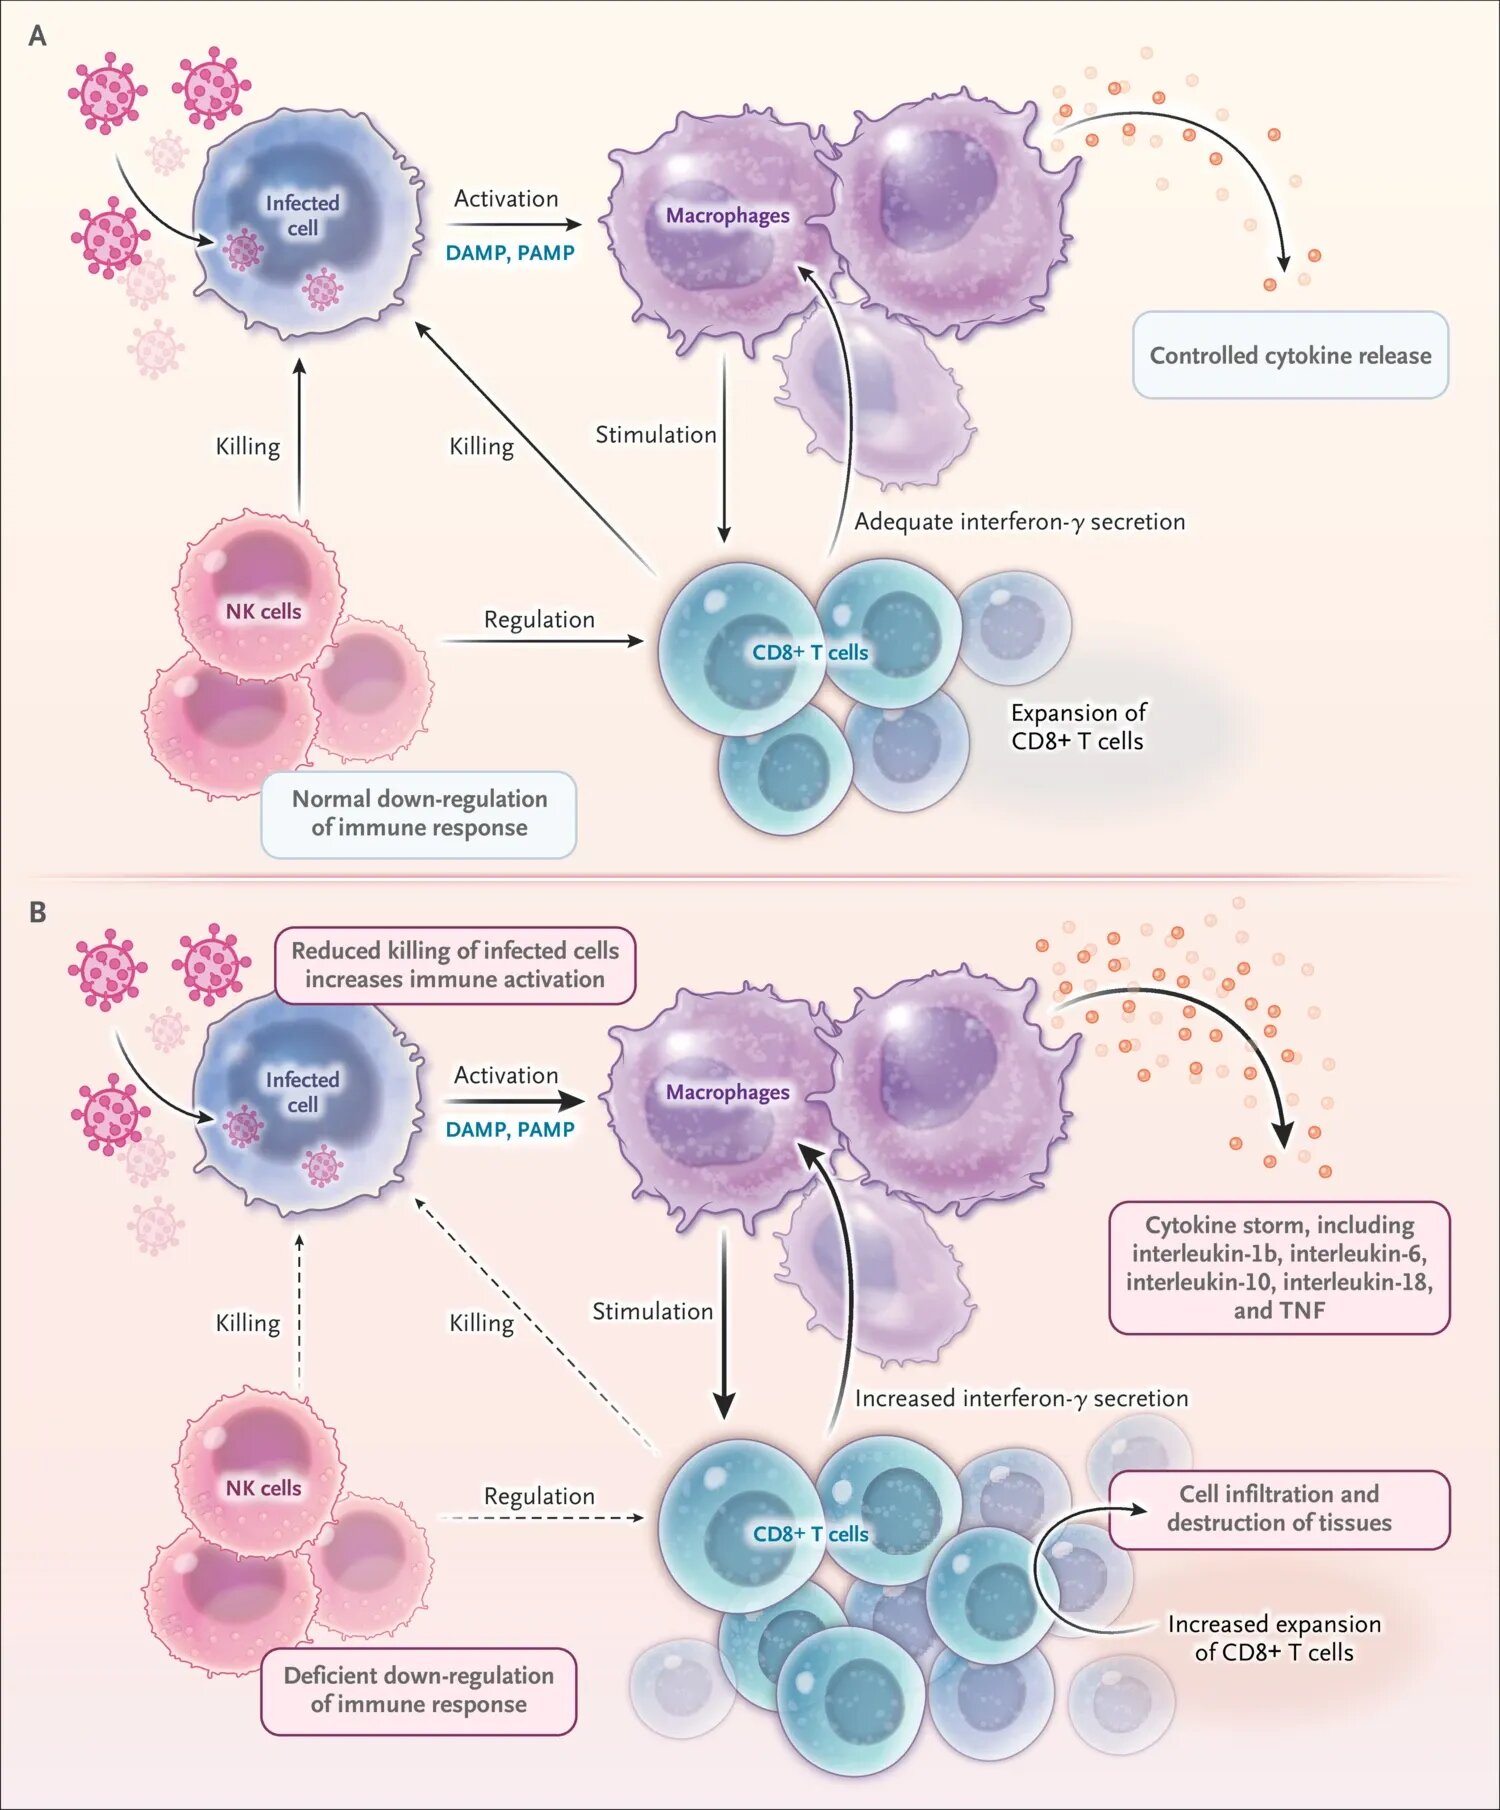 A
Infected
cell
Activation
DAMP, PAMP
Macrophages
Controlled cytokine release
Killing
Killing
Stimulation
Adequate interferon-γ secretion
NK cells
Regulation
CD8+ T cells
Expansion of
CD8+ T cells
Normal down-regulation
of immune response
B
Reduced killing of infected cells
increases immune activation
Infected
cell
Activation
DAMP, PAMP
Macrophages
Cytokine storm, including
interleukin-1b, interleukin-6,
interleukin-10, interleukin-18,
and TNF
Killing
Killing
Stimulation
Increased interferon-γ secretion
NK cells
Regulation
CD8+ T cells
Cell infiltration and
destruction of tissues
Increased expansion
of CD8+ T cells
Deficient down-regulation
of immune response